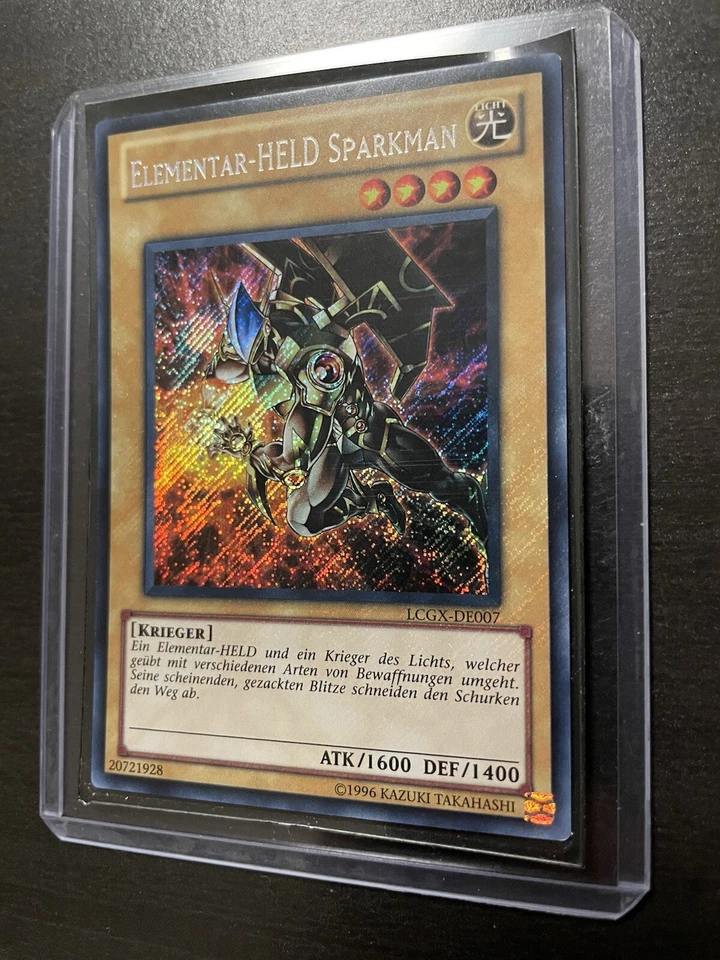 ELEMENTAR-HELD SPARKMAN
LICHT
光
LCGX-DE007
[KRIEGER]
Ein Elementar-HELD und ein Krieger des Lichts, welcher
geübt mit verschiedenen Arten von Bewaffnungen umgeht.
Seine scheinenden, gezackten Blitze schneiden den Schurken
den Weg ab.
ATK/1600 DEF/1400
20721928
©1996 KAZUKI TAKAHASHI